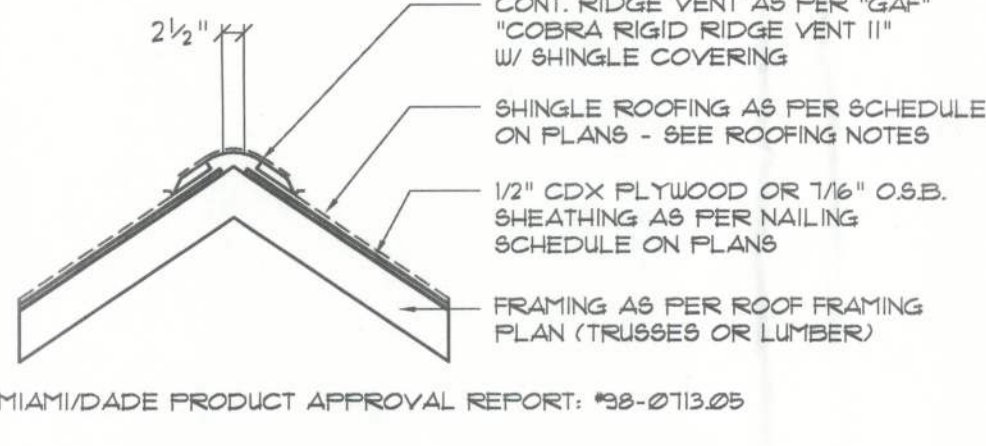 CONT. RIDGE VENT AS PER "GAF"
"COBRA RIGID RIDGE VENT II"
W/ SHINGLE COVERING
2 1/2"
SHINGLE ROOFING AS PER SCHEDULE
ON PLANS - SEE ROOFING NOTES
1/2" CDX PLYWOOD OR 7/16" O.S.B.
SHEATHING AS PER NAILING
SCHEDULE ON PLANS
FRAMING AS PER ROOF FRAMING
PLAN (TRUSSES OR LUMBER)
MIAMI/DADE PRODUCT APPROVAL REPORT: #98-0713.05